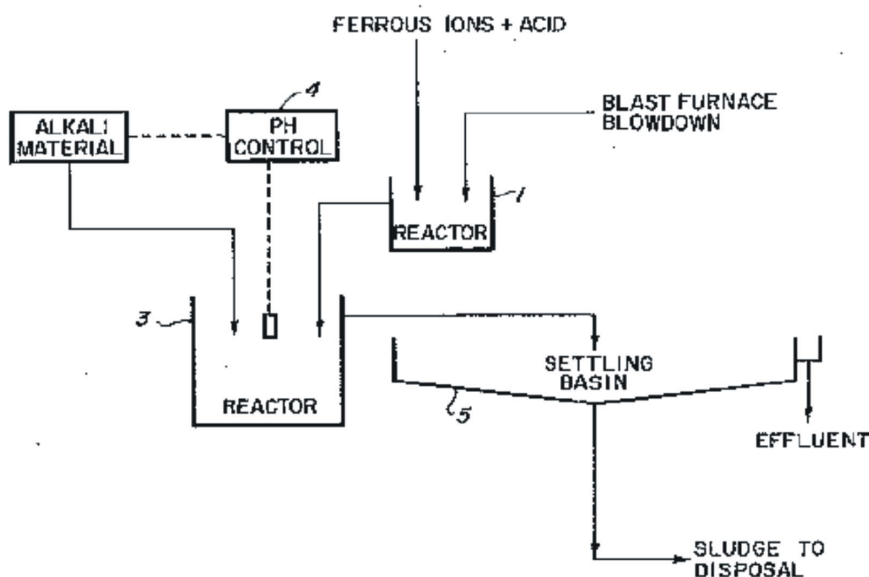 FERROUS IONS + ACID
4
BLAST FURNACE
BLOWDOWN
ALKALI
MATERIAL
PH
CONTROL
1
REACTOR
3
SETTLING
BASIN
REACTOR
5
EFFLUENT
SLUDGE TO
DISPOSAL